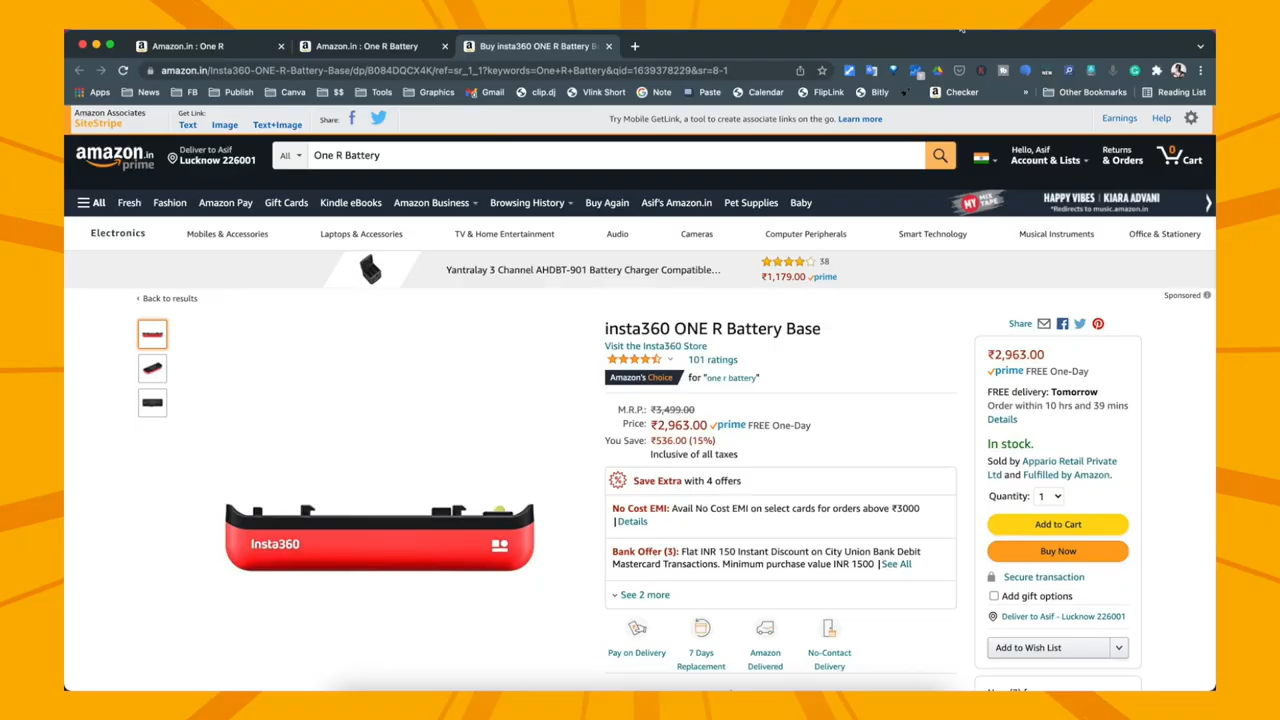 Amazon.in : One R
Amazon.in : One R Battery
Buy insta360 ONE R Battery B
amazon.in/Insta360-ONE-R-Battery-Base/dp/B084DQCX4K/ref=sr_1_1?keywords=One+R+Battery&qid=1639378229&sr=8-1
Apps News FB Publish Canva $$ Tools Graphics Gmail clip.dj Vlink Short Note Paste Calendar FlipLink Bitly Checker » Other Bookmarks Reading List
Amazon Associates
SiteStripe
Get Link:
Text Image Text+Image
Share:
Try Mobile GetLink, a tool to create associate links on the go. Learn more
Earnings Help
amazon.in
prime
Deliver to Asif
Lucknow 226001
All One R Battery
Hello, Asif
Account & Lists
Returns
& Orders
0
Cart
All Fresh Fashion Amazon Pay Gift Cards Kindle eBooks Amazon Business Browsing History Buy Again Asif's Amazon.in Pet Supplies Baby
MY MIX TAPE
HAPPY VIBES | KIARA ADVANI
*Redirects to music.amazon.in
Electronics Mobiles & Accessories Laptops & Accessories TV & Home Entertainment Audio Cameras Computer Peripherals Smart Technology Musical Instruments Office & Stationery
Yantralay 3 Channel AHDBT-901 Battery Charger Compatible...
38
₹1,179.00 prime
Sponsored
‹ Back to results
insta360 ONE R Battery Base
Visit the Insta360 Store
101 ratings
Amazon's Choice for "one r battery"
M.R.P.: ₹3,499.00
Price: ₹2,963.00 prime FREE One-Day
You Save: ₹536.00 (15%)
Inclusive of all taxes
Save Extra with 4 offers
No Cost EMI: Avail No Cost EMI on select cards for orders above ₹3000
| Details
Bank Offer (3): Flat INR 150 Instant Discount on City Union Bank Debit
Mastercard Transactions. Minimum purchase value INR 1500 | See All
See 2 more
Pay on Delivery
7 Days
Replacement
Amazon
Delivered
No-Contact
Delivery
Insta360
Share
₹2,963.00
prime FREE One-Day
FREE delivery: Tomorrow
Order within 10 hrs and 39 mins
Details
In stock.
Sold by Appario Retail Private
Ltd and Fulfilled by Amazon.
Quantity: 1
Add to Cart
Buy Now
Secure transaction
Add gift options
Deliver to Asif - Lucknow 226001
Add to Wish List